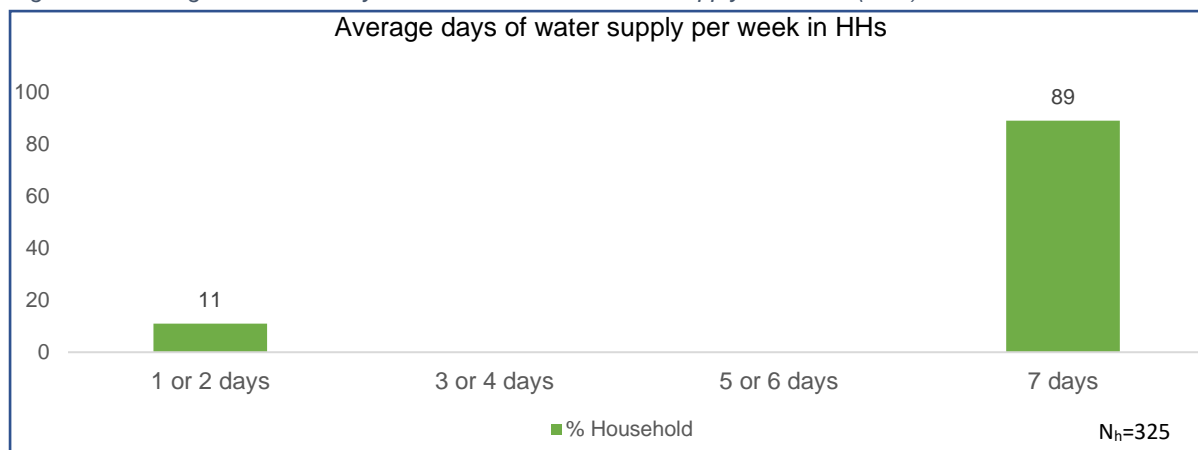 Average days of water supply per week in HHs
100
80
60
40
20
0
11
89
1 or 2 days
3 or 4 days
5 or 6 days
7 days
% Household
Nₕ=325